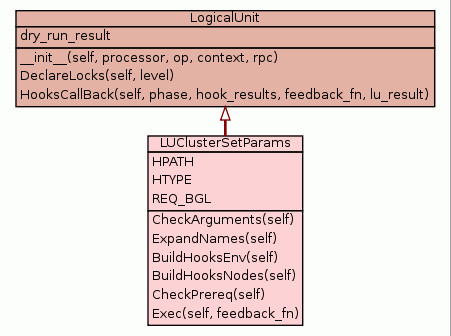 LogicalUnit
dry_run_result
__init__(self, processor, op, context, rpc)
DeclareLocks(self, level)
HooksCallBack(self, phase, hook_results, feedback_fn, lu_result)
LUClusterSetParams
HPATH
HTYPE
REQ_BGL
CheckArguments(self)
ExpandNames(self)
BuildHooksEnv(self)
BuildHooksNodes(self)
CheckPrereq(self)
Exec(self, feedback_fn)